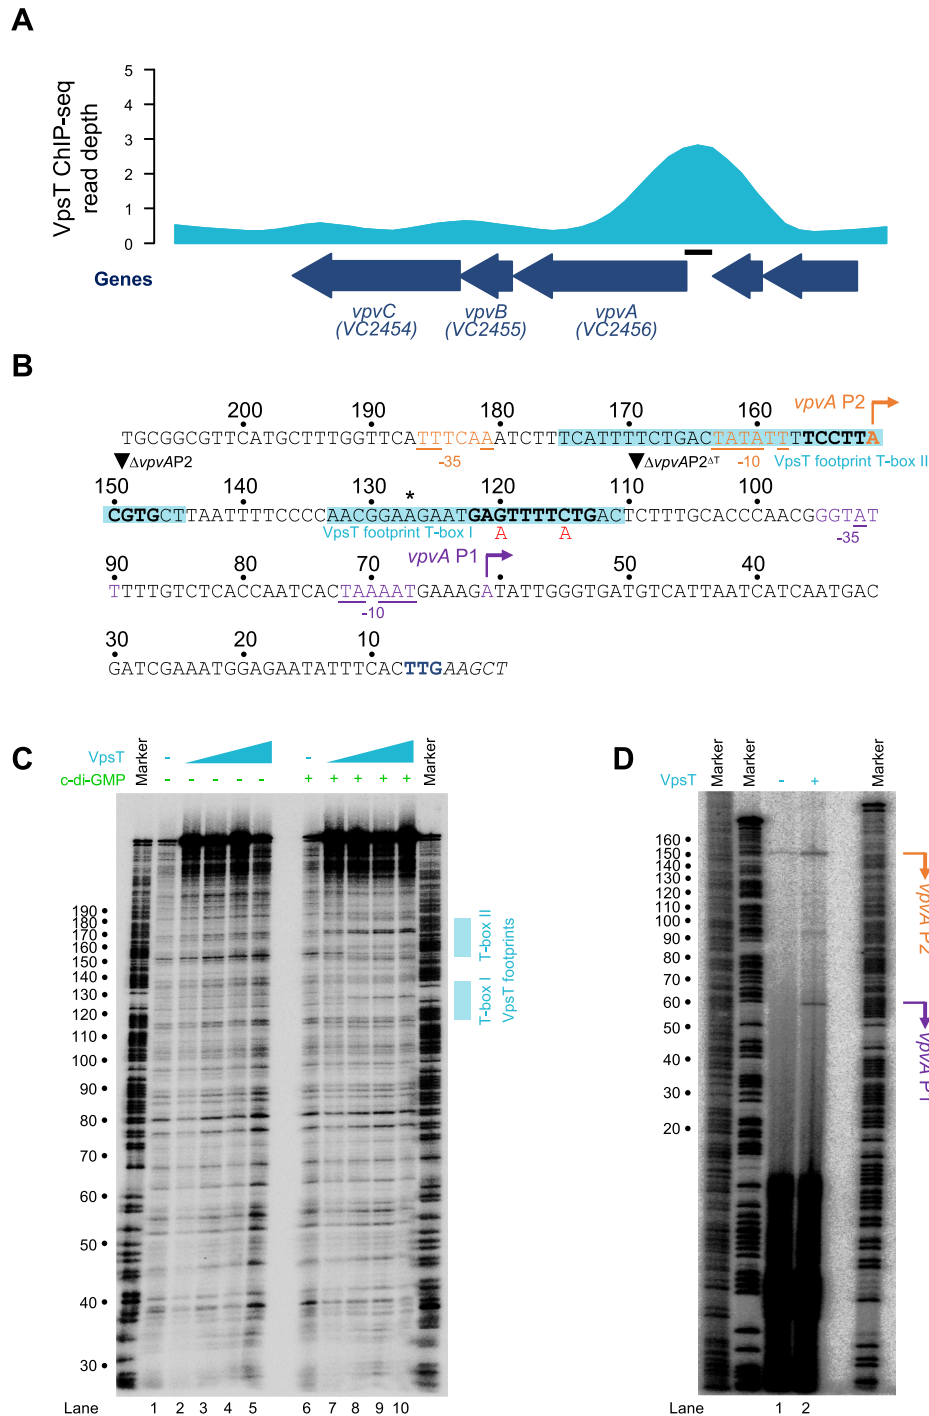 A
VpsT ChIP-seq
read depth
5
4
3
2
1
0
Genes
vpvC
(VC2454)
vpvB
(VC2455)
vpvA
(VC2456)
B
200 190 180 170 160 vpvA P2
TGCGGCGTTCATGCTTTGGTTCATTTCAAATCTTTCATTTTCTGACTATATTTTCCTTA
-35 -10 VpsT footprint T-box II
ΔvpvAP2 ΔvpvAP2ΔT
150 140 130 120 110 100
*
CGTGCTTAATTTTCCCCAACGGAAGAATGAGTTTTCTGACTCTTTGCACCCAACGGGTAT
VpsT footprint T-box I A A -35
vpvA P1
90 80 70 50 40
TTTTGTCTCACCAATCACTAAAATGAAAGATATTGGGTGATGTCATTAATCATCAATGAC
-10
30 20 10
GATCGAAATGGAGAATATTTCACTTGAAGCT
C
VpsT - -
c-di-GMP - - - - - + + + + +
Marker
Marker
190
180
170
160
150
140
130
120
110
100
90
80
70
60
50
40
30
T-box II
T-box I
VpsT footprints
Lane 1 2 3 4 5 6 7 8 9 10
D
VpsT - +
Marker
Marker
Marker
160
150
140
130
120
110
100
90
80
70
60
50
40
30
20
vpvA P2
vpvA P1
Lane 1 2